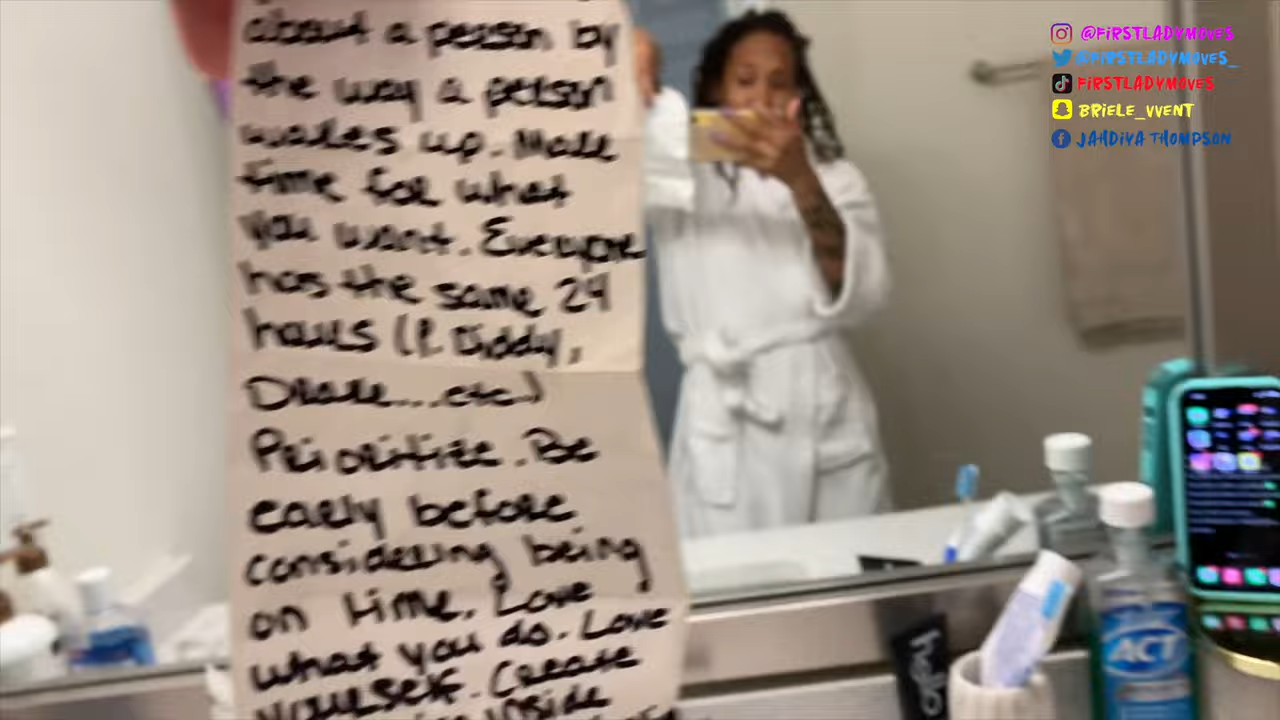 about a person by
the way a person
wakes up. Make
time for what
you want. Everyone
has the same 24
hours (P. Diddy,
Drake...etc.)
Prioritize. Be
early before
considering being
on time. Love
what you do. Love
yourself. Create
inside
@FIRSTLADYMOVES
@FIRSTLADYMOVES_
FIRSTLADYMOVES
BRIELE_VVENT
JAHDIYA THOMPSON
hello
ACT